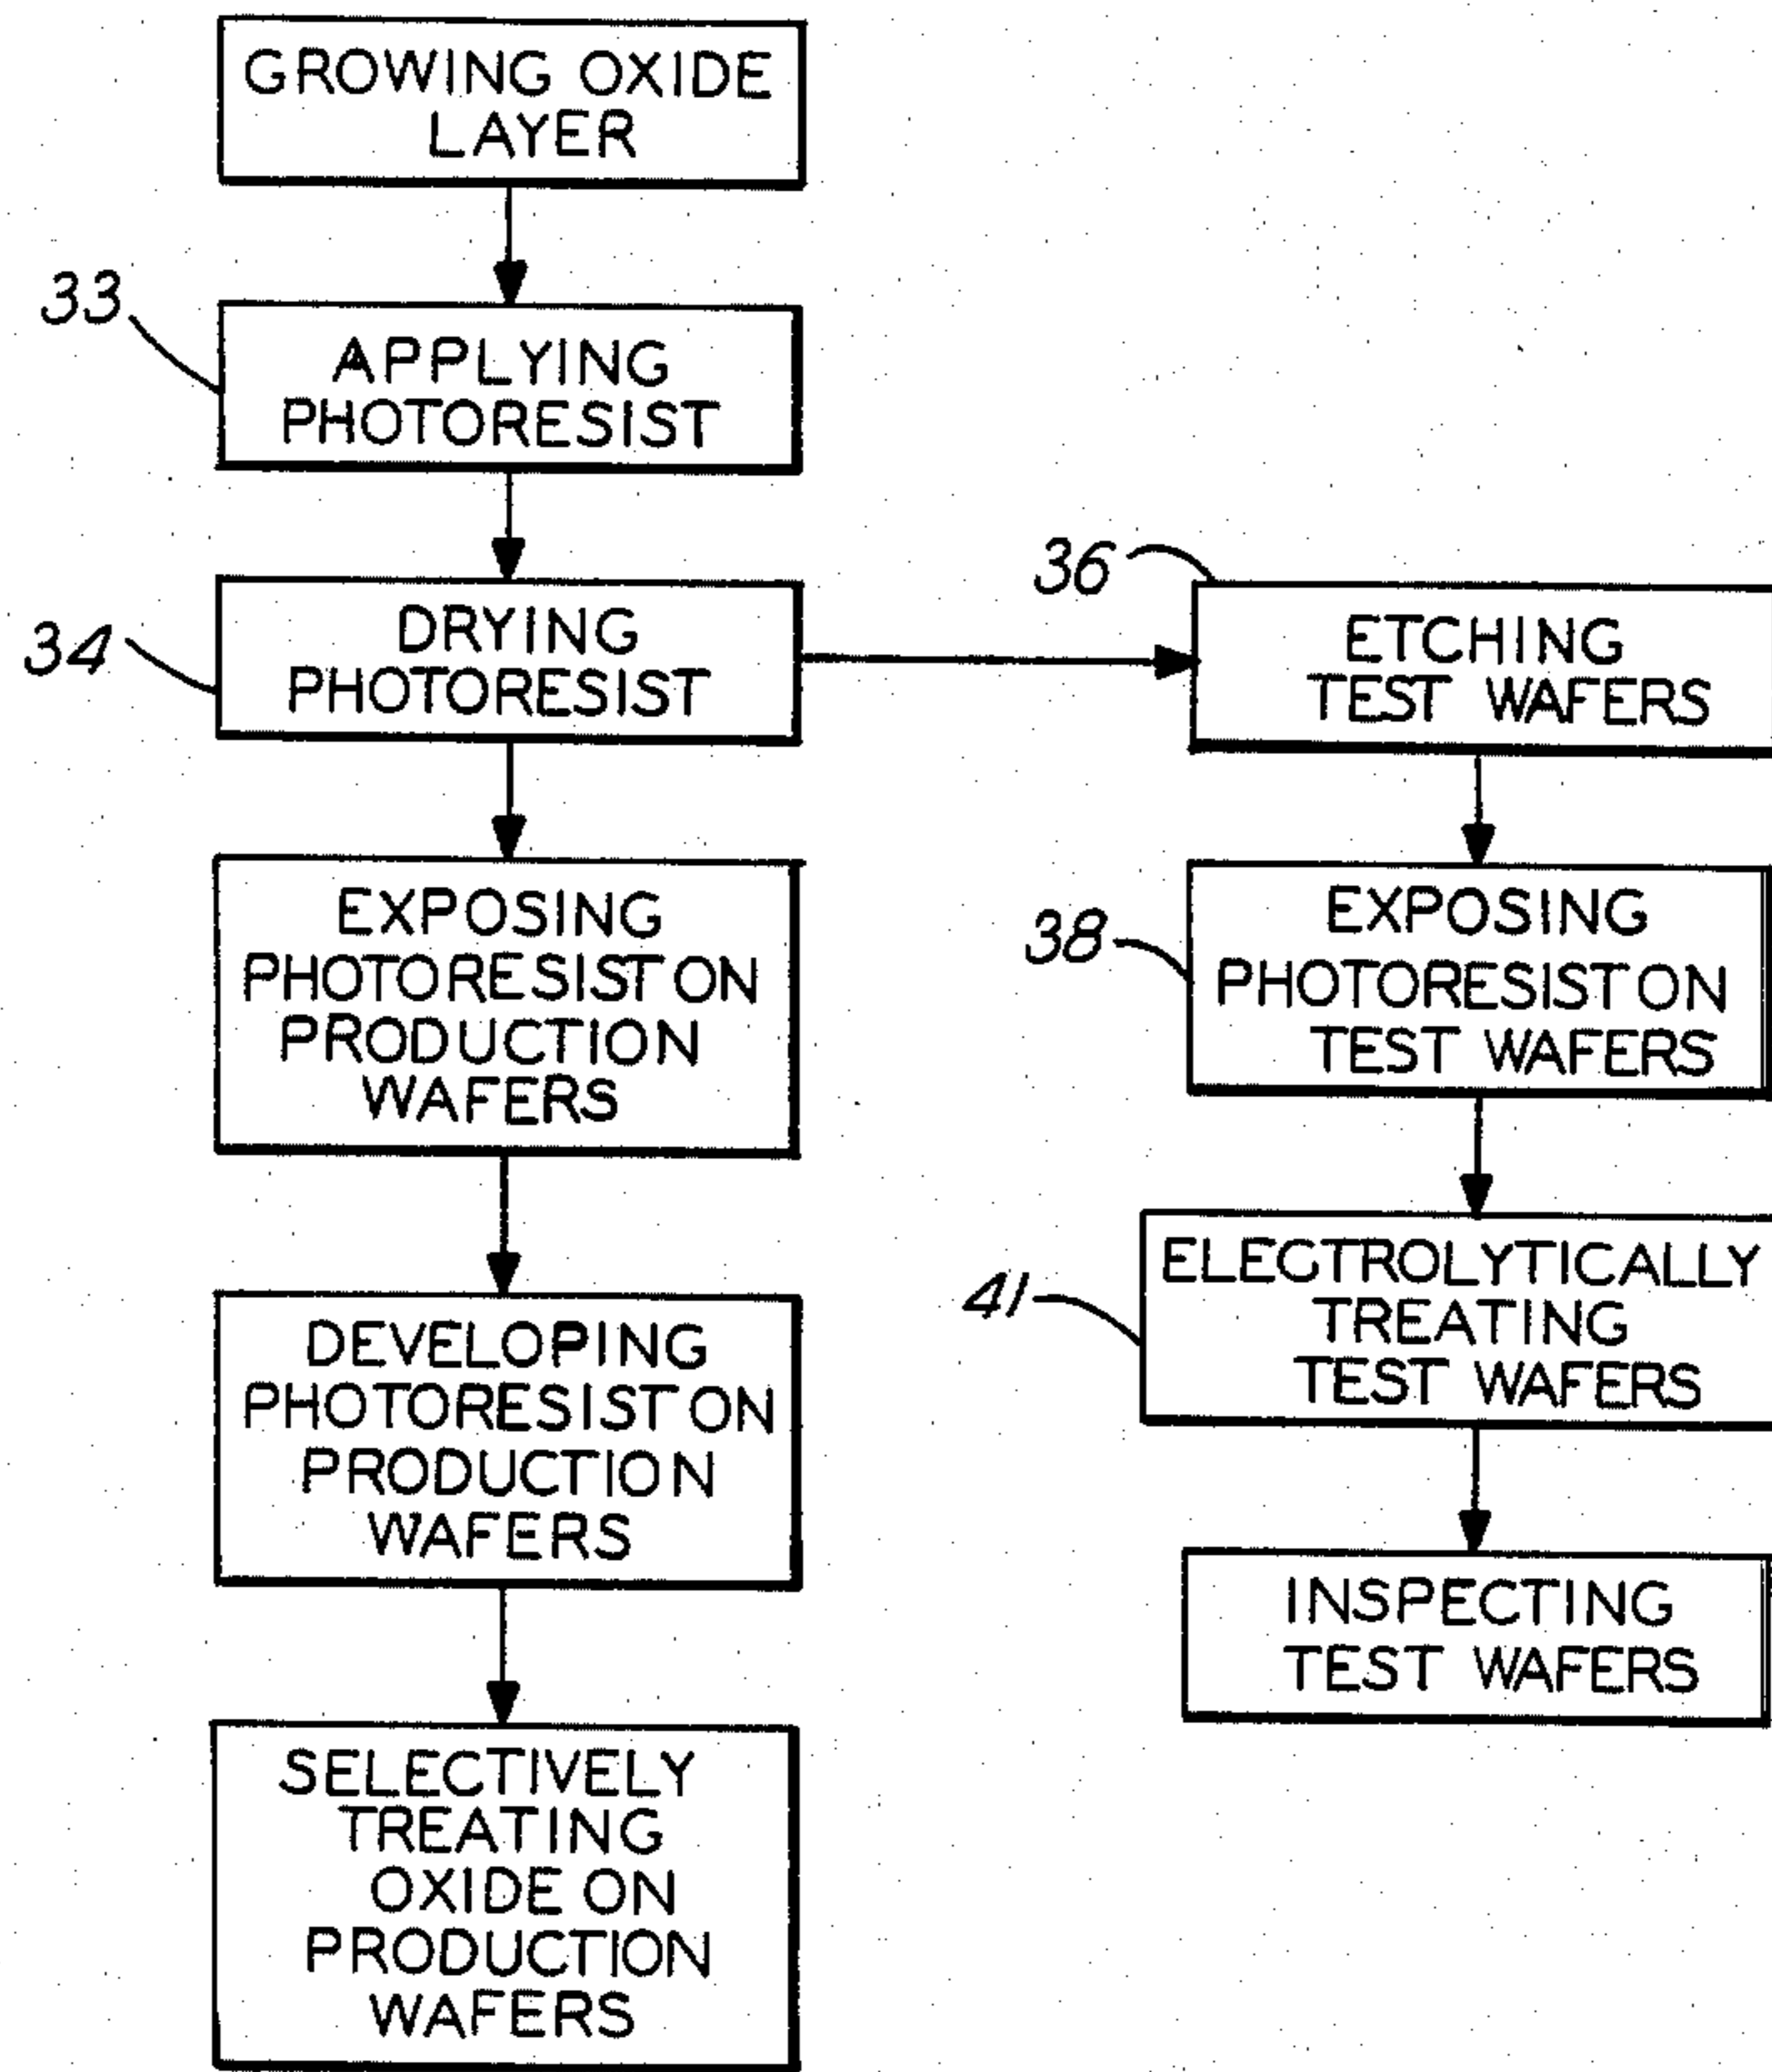 GROWING OXIDE
LAYER
33
APPLYING
PHOTORESIST
34
DRYING
PHOTORESIST
EXPOSING
PHOTORESIST ON
PRODUCTION
WAFERS
DEVELOPING
PHOTORESIST ON
PRODUCTION
WAFERS
SELECTIVELY
TREATING
OXIDE ON
PRODUCTION
WAFERS
36
ETCHING
TEST WAFERS
38
EXPOSING
PHOTORESIST ON
TEST WAFERS
41
ELECTROLYTICALLY
TREATING
TEST WAFERS
INSPECTING
TEST WAFERS